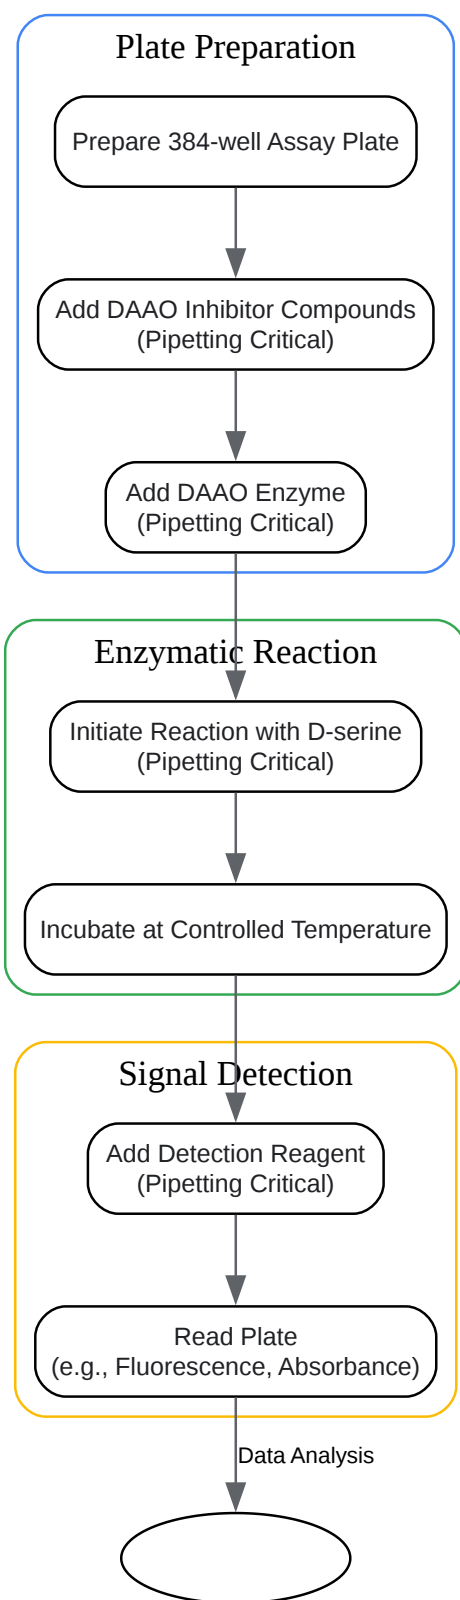 Plate Preparation
Prepare 384-well Assay Plate
Add DAAO Inhibitor Compounds
(Pipetting Critical)
Add DAAO Enzyme
(Pipetting Critical)
Enzymatic Reaction
Initiate Reaction with D-serine
(Pipetting Critical)
Incubate at Controlled Temperature
Signal Detection
Add Detection Reagent
(Pipetting Critical)
Read Plate
(e.g., Fluorescence, Absorbance)
Data Analysis